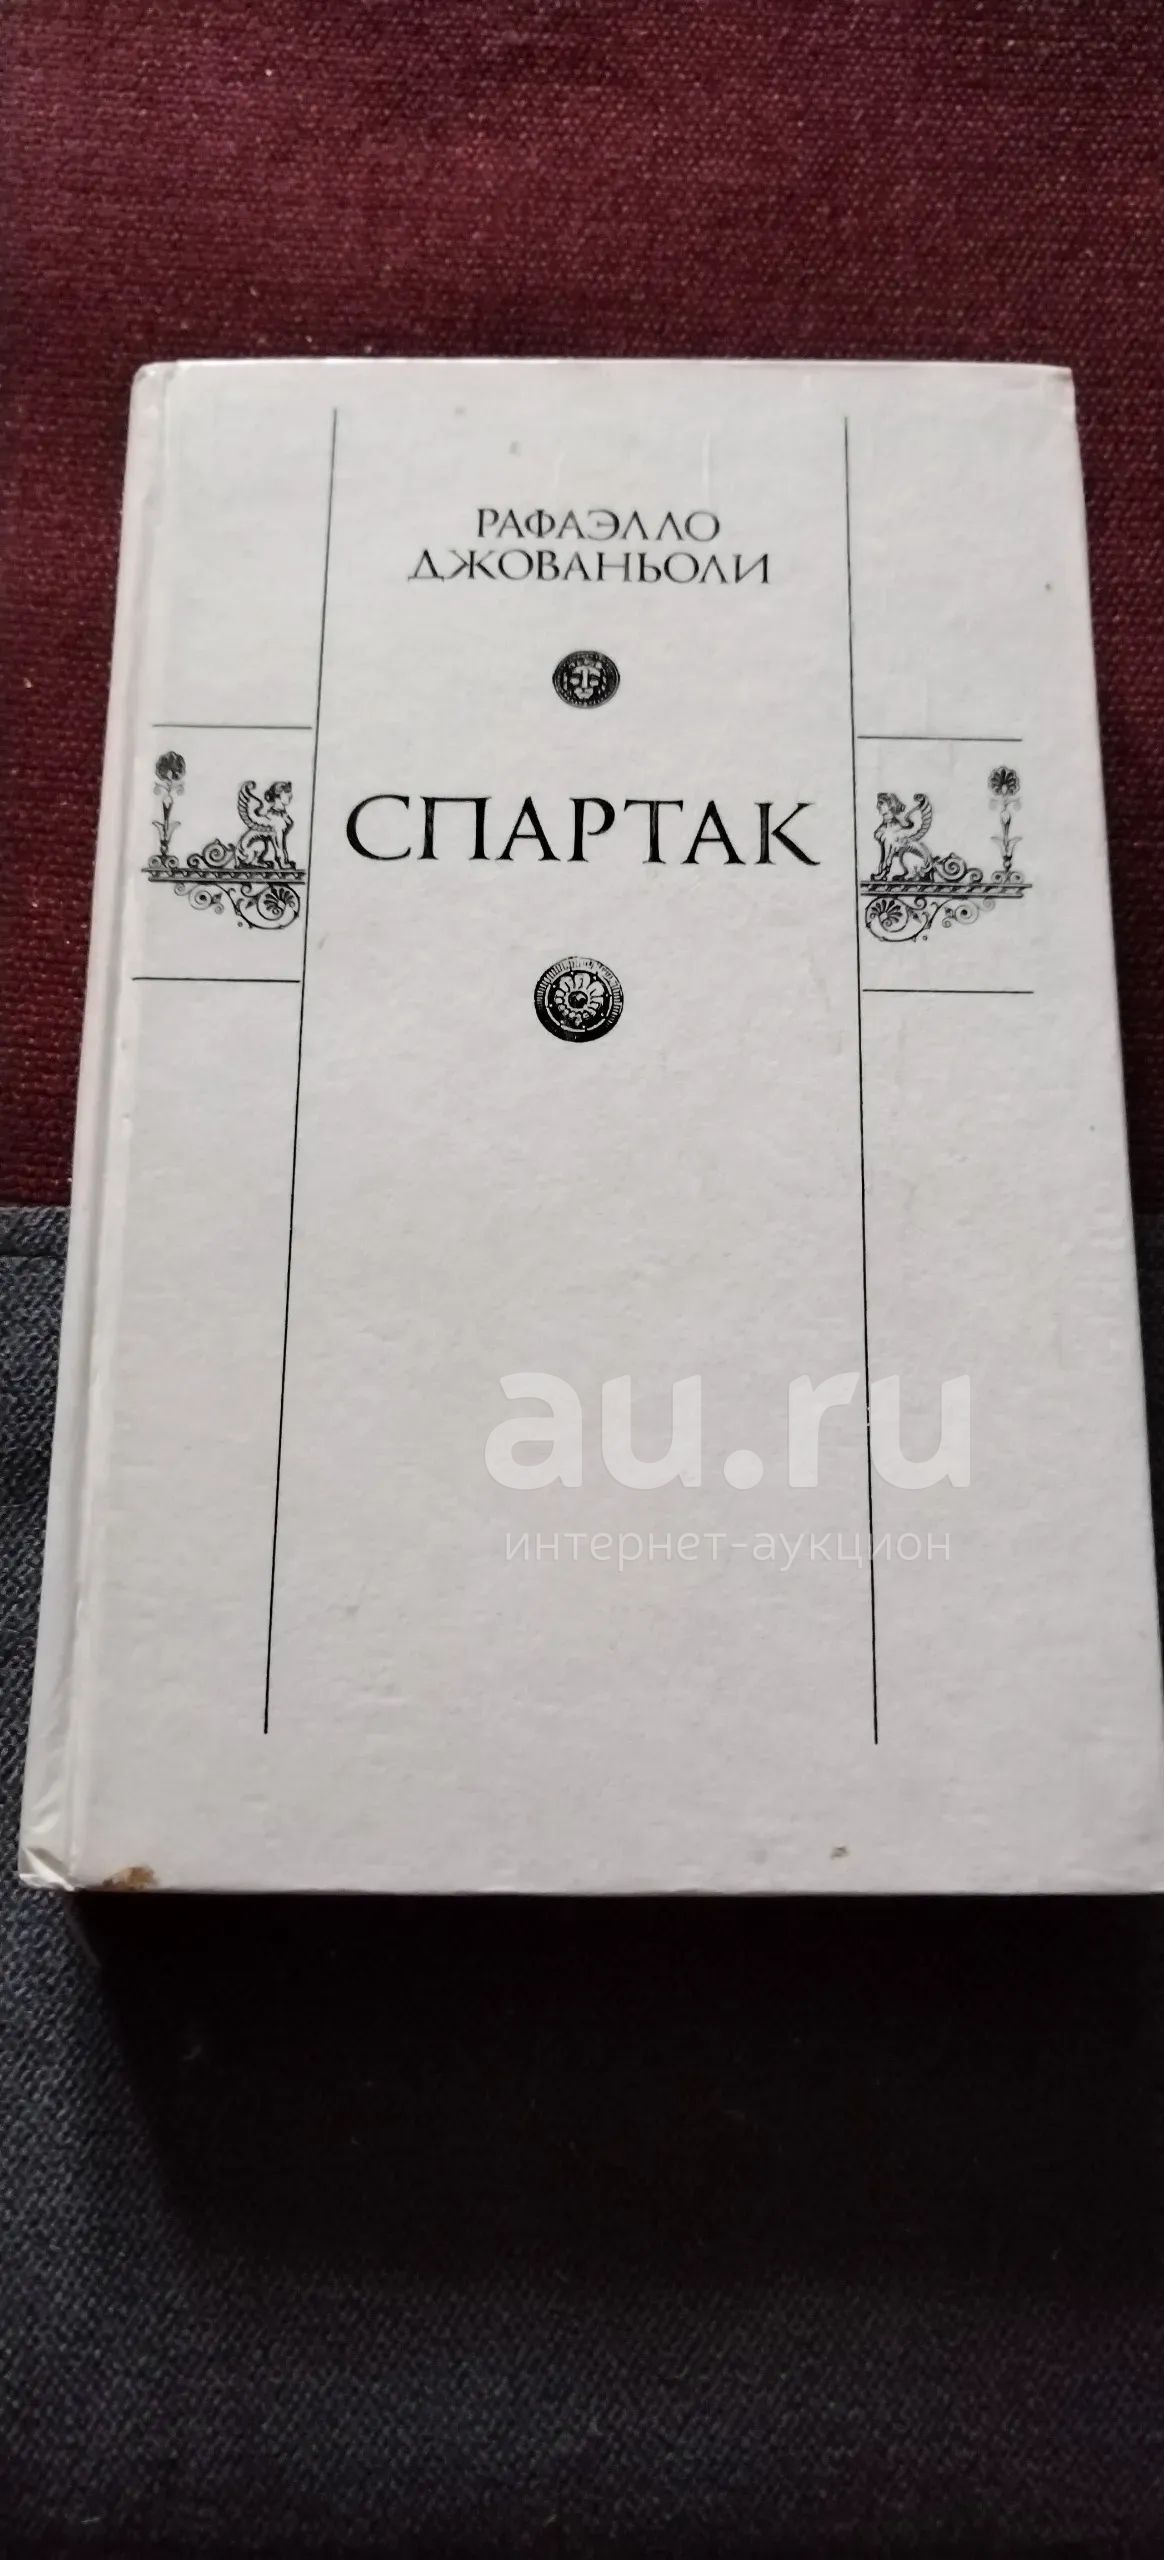 РАФАЭЛЛО
ДЖОВАНЬОЛИ
СПАРТАК
au.ru
интернет-аукцион